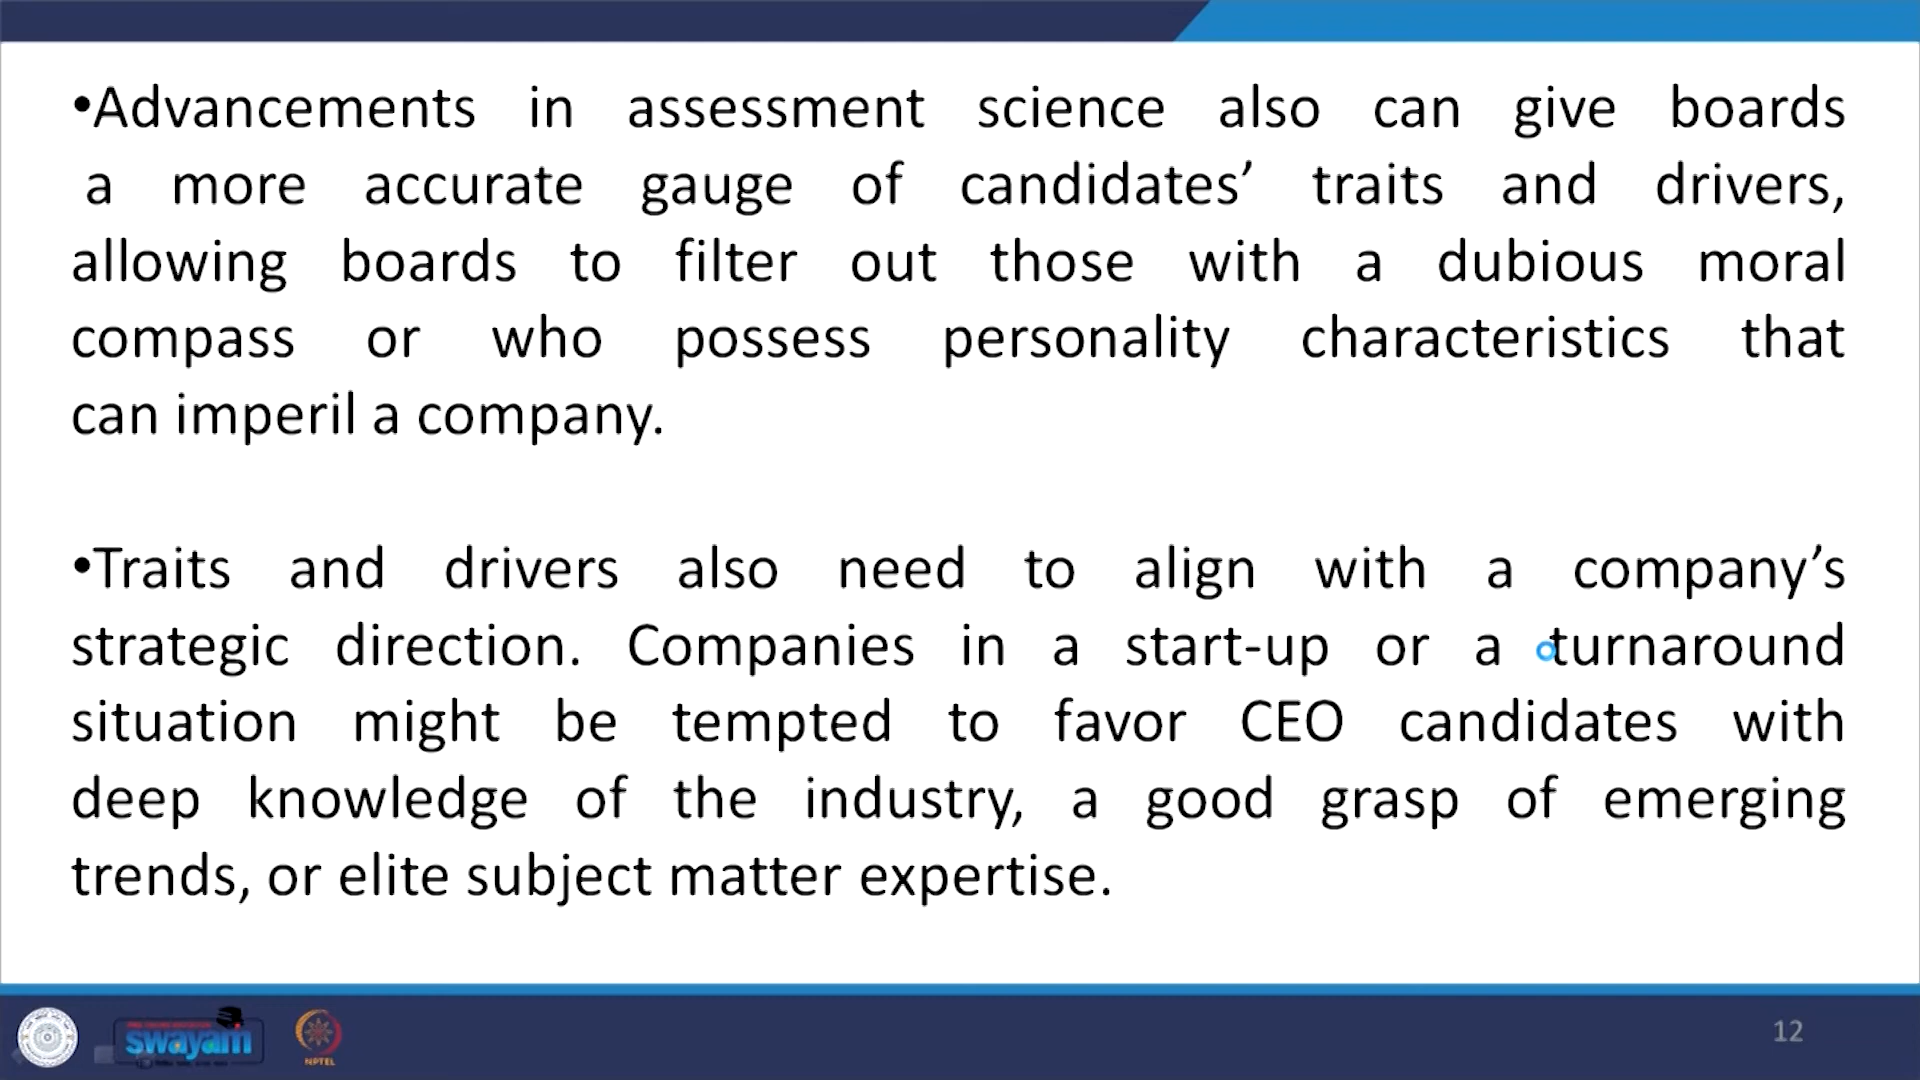 •Advancements in assessment science also can give boards
a more accurate gauge of candidates’ traits and drivers,
allowing boards to filter out those with a dubious moral
compass or who possess personality characteristics that
can imperil a company.
•Traits and drivers also need to align with a company’s
strategic direction. Companies in a start-up or a turnaround
situation might be tempted to favor CEO candidates with
deep knowledge of the industry, a good grasp of emerging
trends, or elite subject matter expertise.
swayam
NPTEL
12